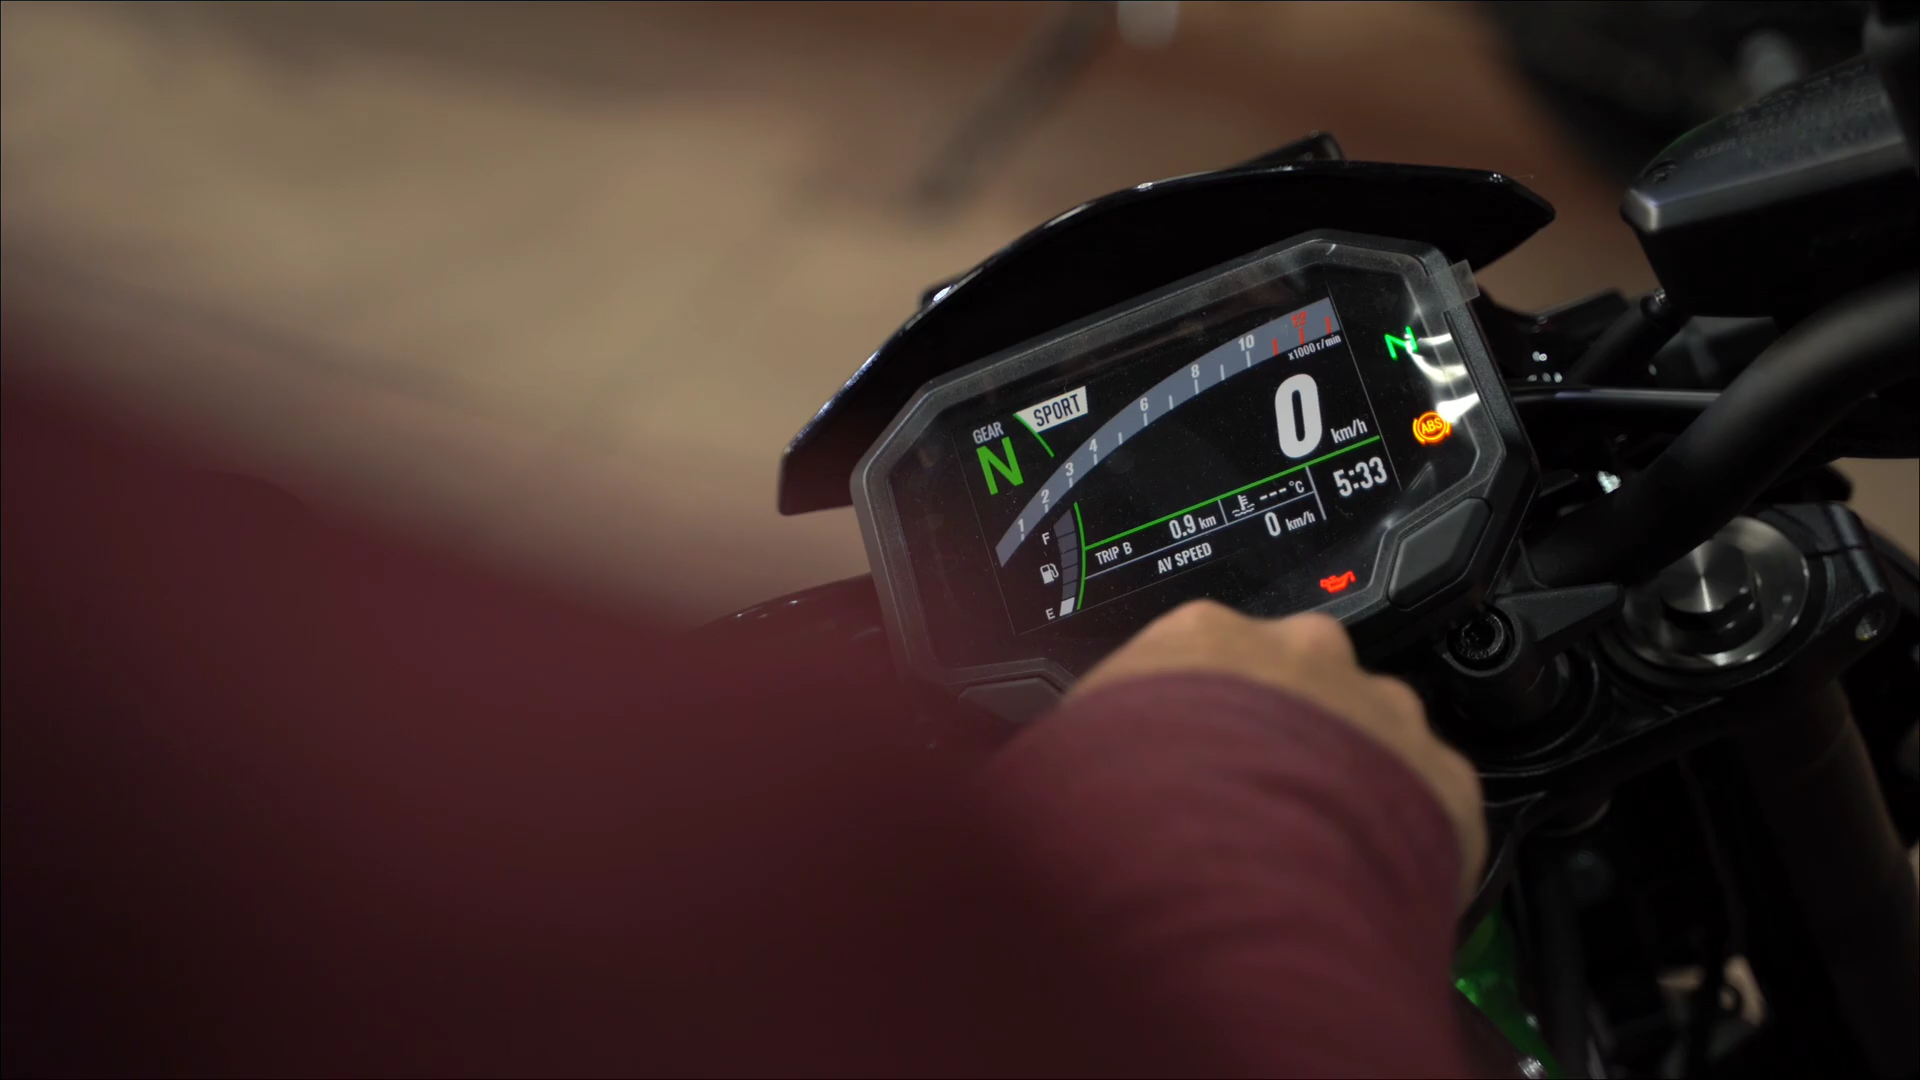 GEAR
N
SPORT
1
2
3
4
6
8
10
12
x1000 r/min
0 km/h
5:33
TRIP B 0.9 km
--- °C
AV SPEED 0 km/h
F
E
N
ABS